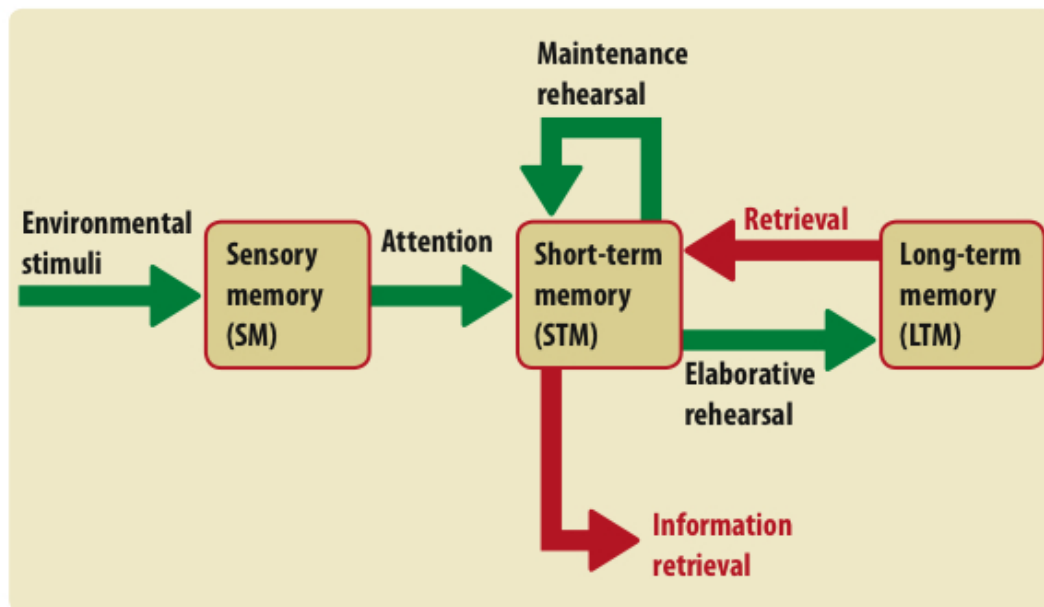 Maintenance
rehearsal
Environmental
stimuli
Sensory
memory
(SM)
Attention
Short-term
memory
(STM)
Retrieval
Long-term
memory
(LTM)
Elaborative
rehearsal
Information
retrieval